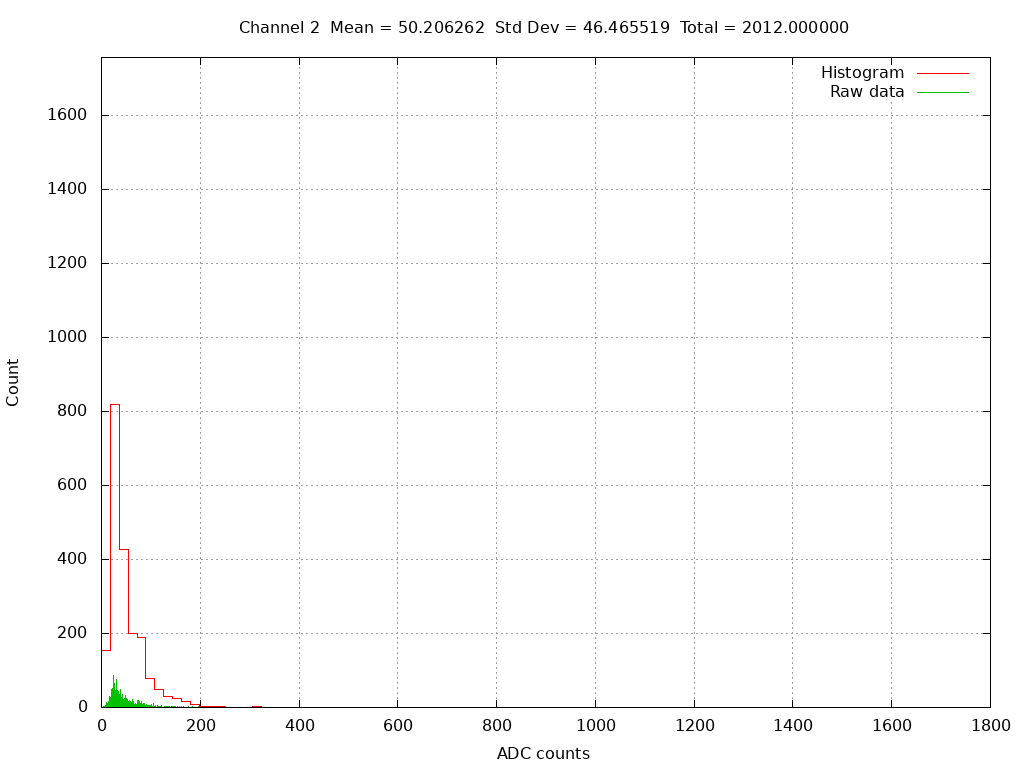 Channel 2  Mean = 50.206262  Std Dev = 46.465519  Total = 2012.000000
Histogram
Raw data
1600
1400
1200
1000
800
600
400
200
0
Count
0 200 400 600 800 1000 1200 1400 1600 1800
ADC counts